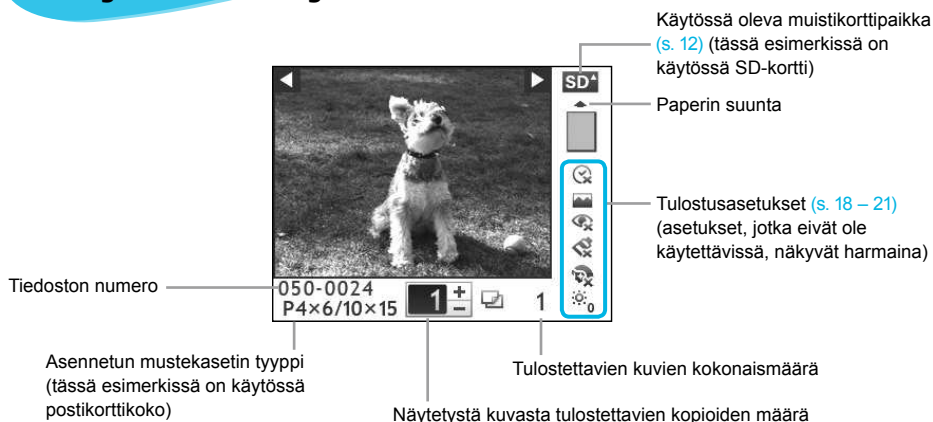 Käytössä oleva muistikorttipaikka
(s. 12) (tässä esimerkissä on
käytössä SD-kortti)
SD
Paperin suunta
Tulostusasetukset (s. 18 – 21)
(asetukset, jotka eivät ole
käytettävissä, näkyvät harmaina)
Tiedoston numero
050-0024
P4×6/10×15
1 + −
1
0
Asennetun mustekasetin tyyppi
(tässä esimerkissä on käytössä
postikorttikoko)
Tulostettavien kuvien kokonaismäärä
Näytetystä kuvasta tulostettavien kopioiden määrä